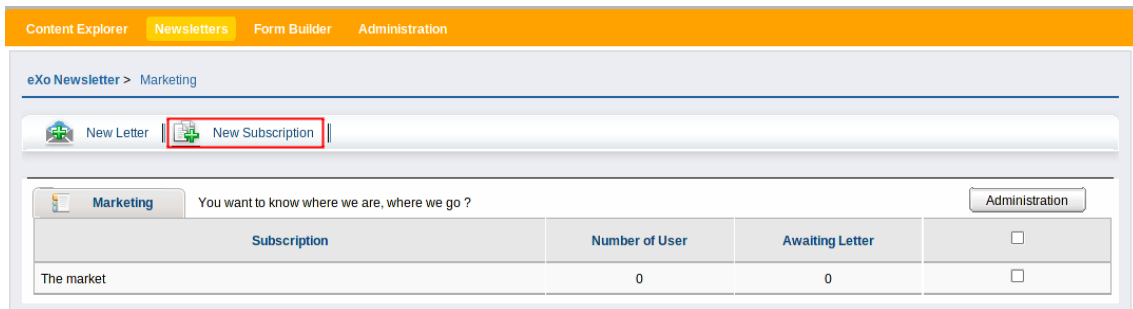 Content Explorer Newsletters Form Builder Administration
eXo Newsletter > Marketing
New Letter New Subscription
Marketing You want to know where we are, where we go ? Administration
Subscription Number of User Awaiting Letter
The market 0 0